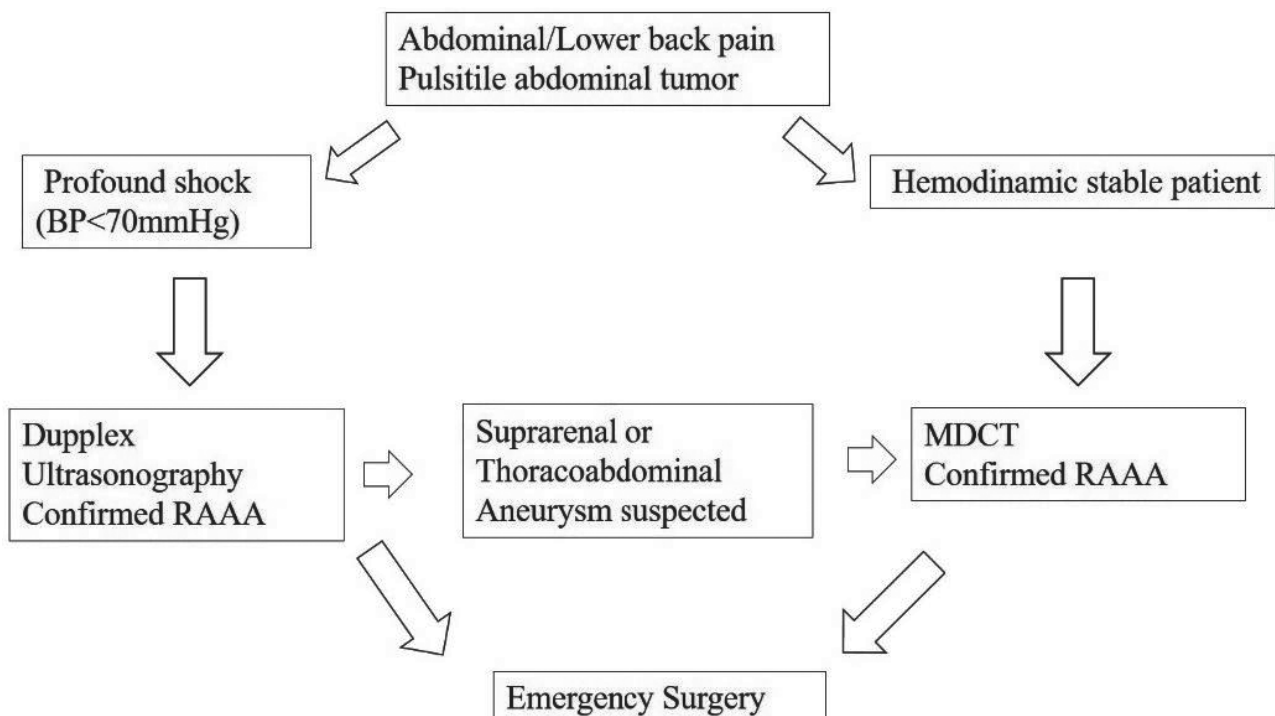 Abdominal/Lower back pain
Pulsitile abdominal tumor
Profound shock
(BP<70mmHg)
Hemodinamic stable patient
Dupplex
Ultrasonography
Confirmed RAAA
Suprarenal or
Thoracoabdominal
Aneurysm suspected
MDCT
Confirmed RAAA
Emergency Surgery